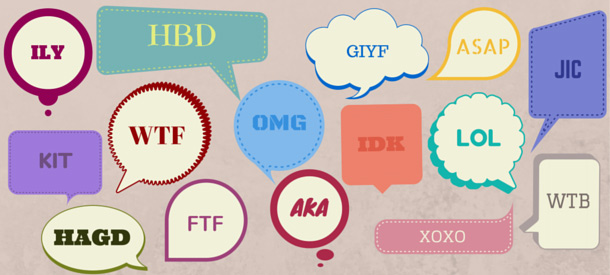 ILY
HBD
GIYF
ASAP
JIC
KIT
WTF
OMG
IDK
LOL
HAGD
FTF
AKA
XOXO
WTB